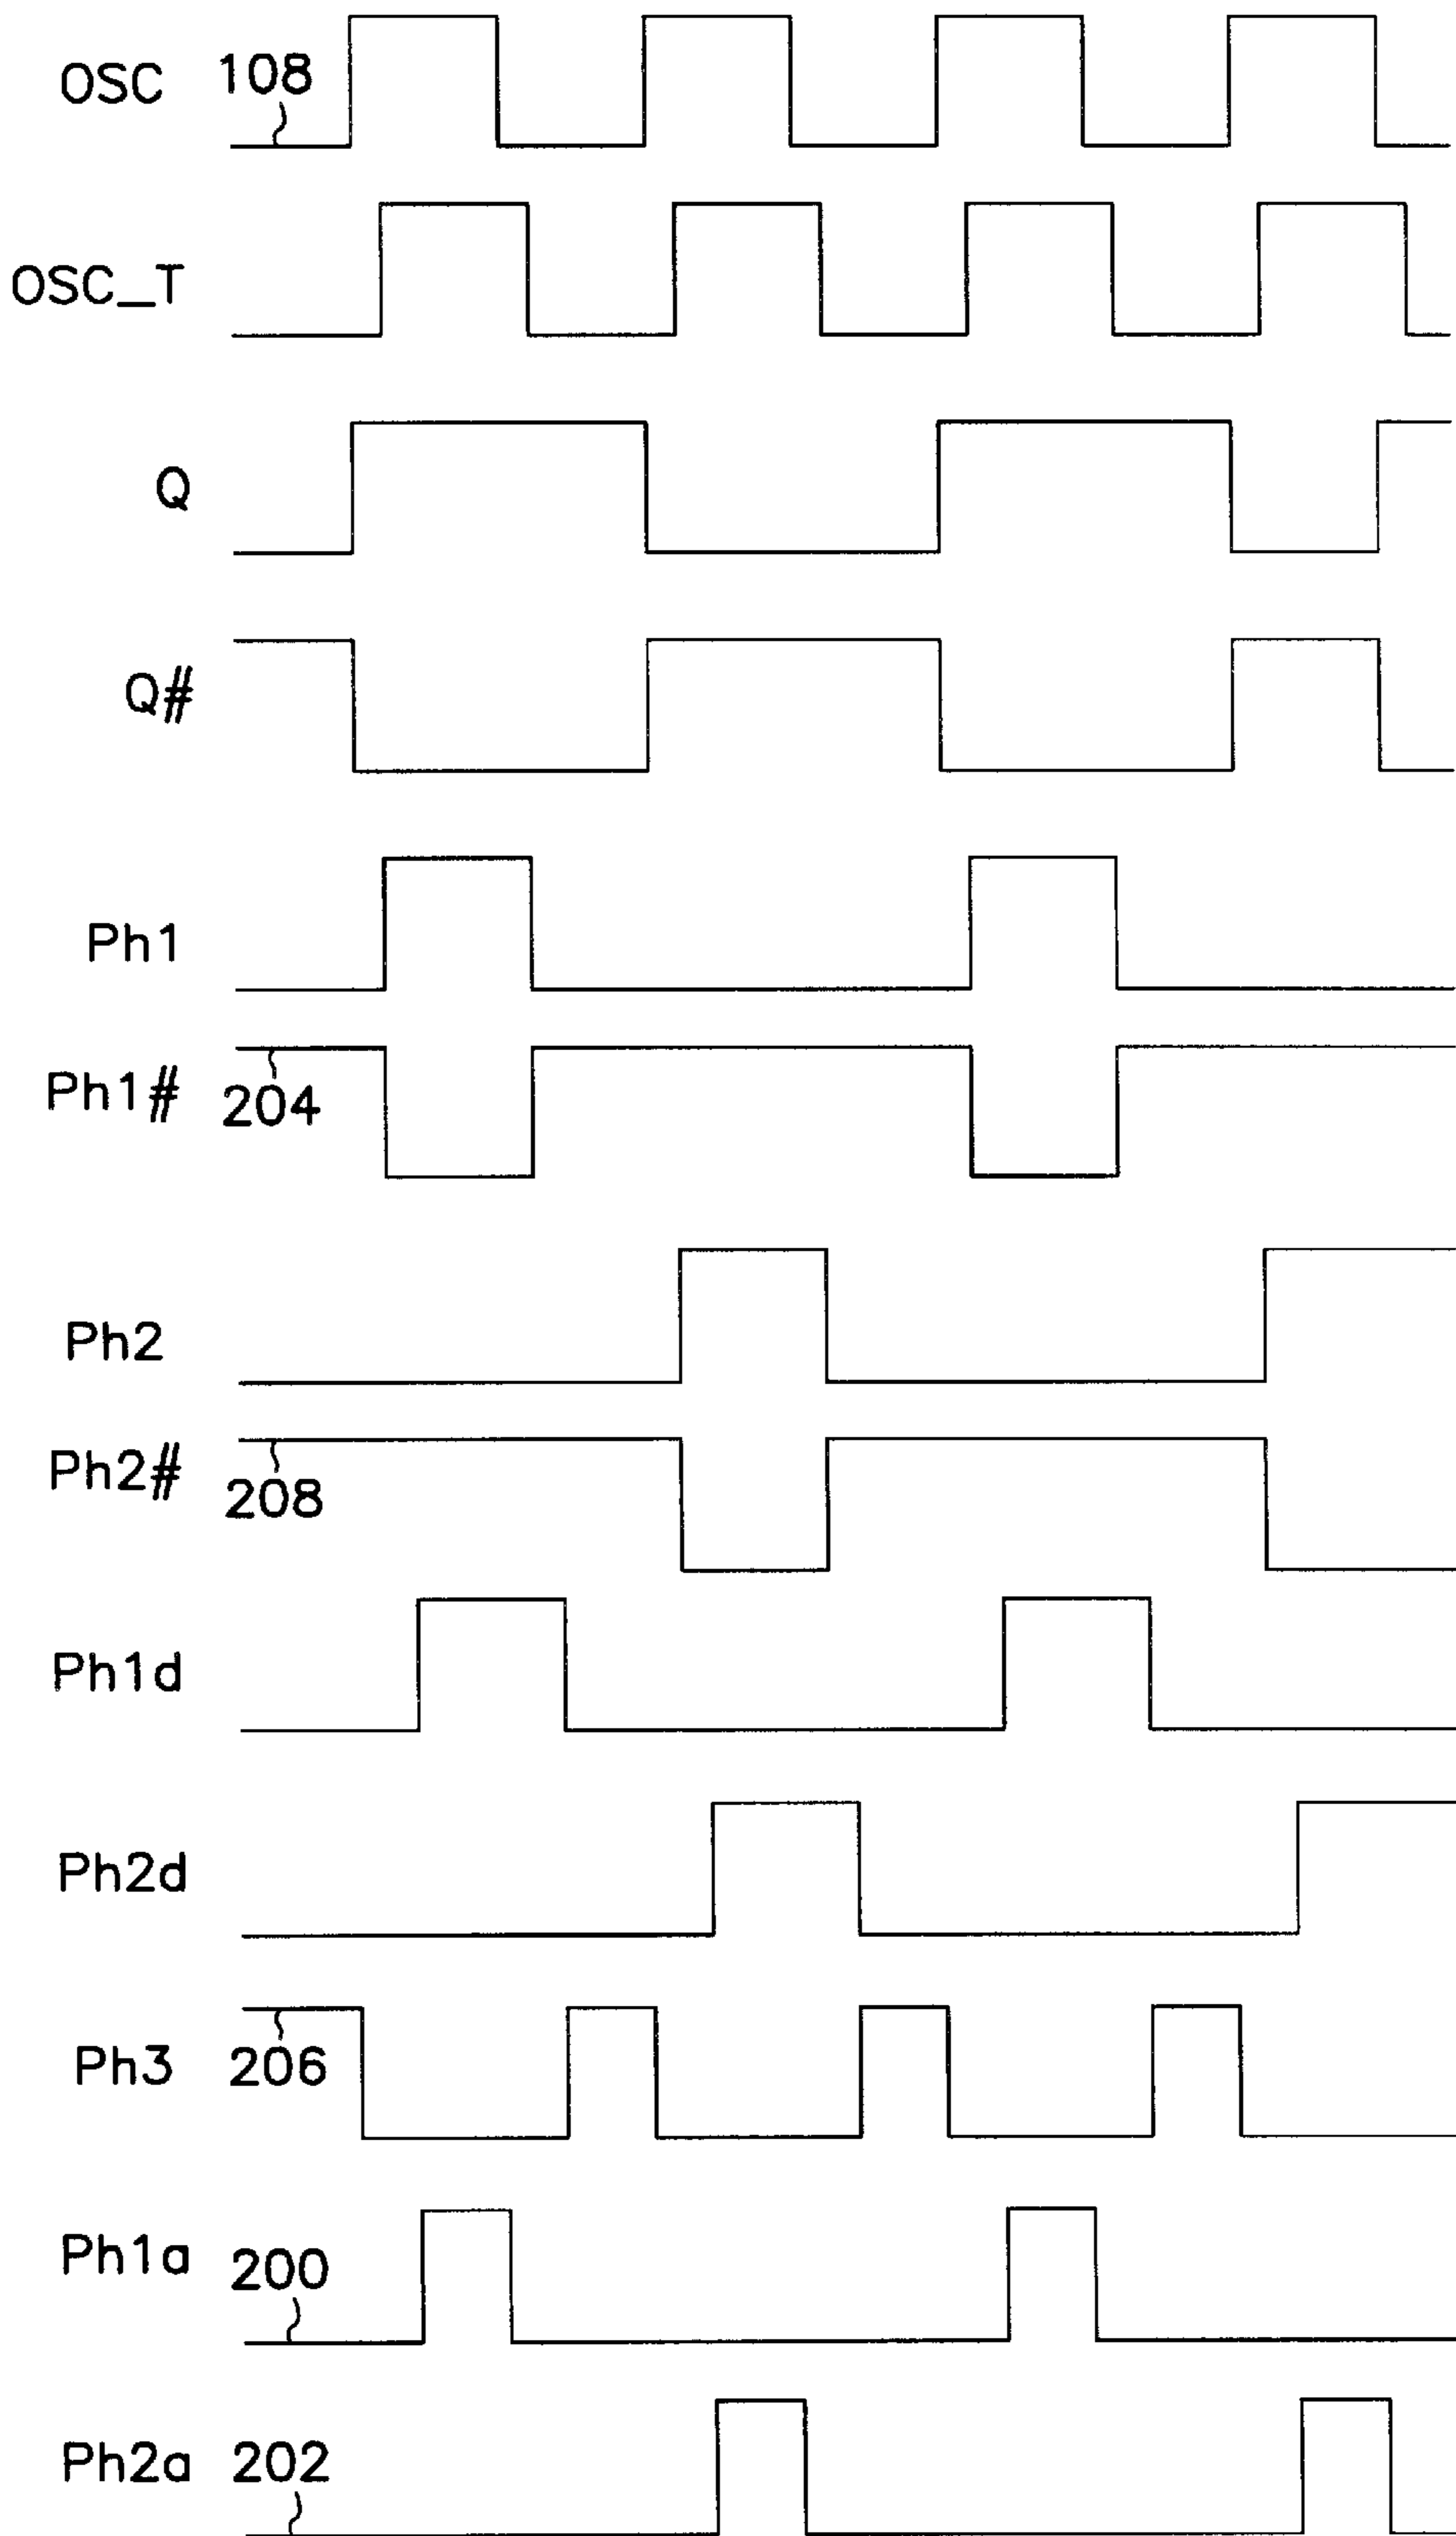 OSC 108
OSC_T
Q
Q#
Ph1
Ph1# 204
Ph2
Ph2# 208
Ph1d
Ph2d
Ph3 206
Ph1a 200
Ph2a 202